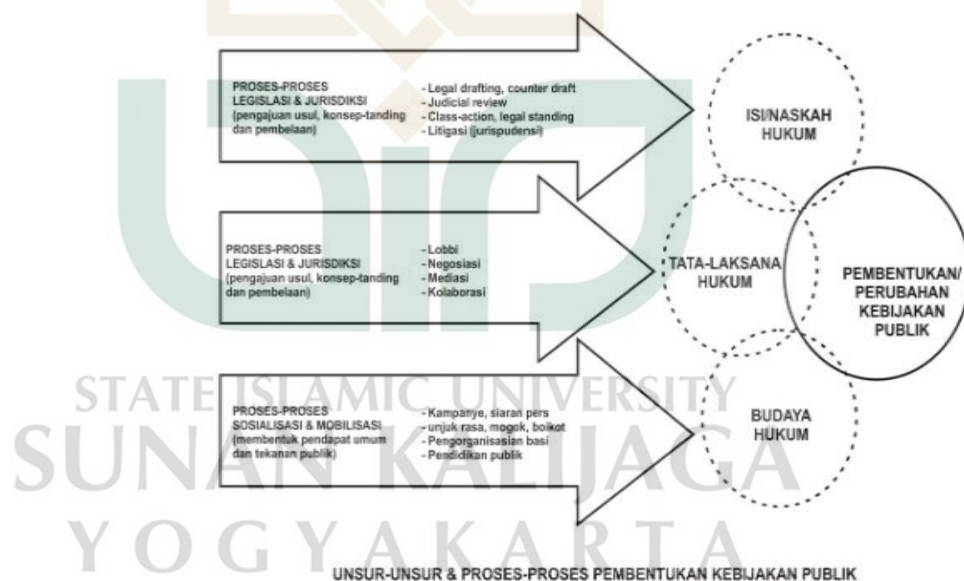 PROSES-PROSES
LEGISLASI & JURISDIKSI
(pengajuan usul, konsep-tanding
dan pembelaan)
- Legal drafting, counter draft
- Judicial review
- Class-action, legal standing
- Litigasi (jurispudensi)
ISI/NASKAH
HUKUM
PROSES-PROSES
LEGISLASI & JURISDIKSI
(pengajuan usul, konsep-tanding
dan pembelaan)
- Lobbi
- Negosiasi
- Mediasi
- Kolaborasi
TATA-LAKSANA
HUKUM
PEMBENTUKAN/
PERUBAHAN
KEBIJAKAN
PUBLIK
PROSES-PROSES
SOSIALISASI & MOBILISASI
(membentuk pendapat umum
dan tekanan publik)
- Kampanye, siaran pers
- unjuk rasa, mogok, boikot
- Pengorganisasian basi
- Pendidikan publik
BUDAYA
HUKUM
STATE ISLAMIC UNIVERSITY
SUNAN KALIJAGA
YOGYAKARTA
UNSUR-UNSUR & PROSES-PROSES PEMBENTUKAN KEBIJAKAN PUBLIK